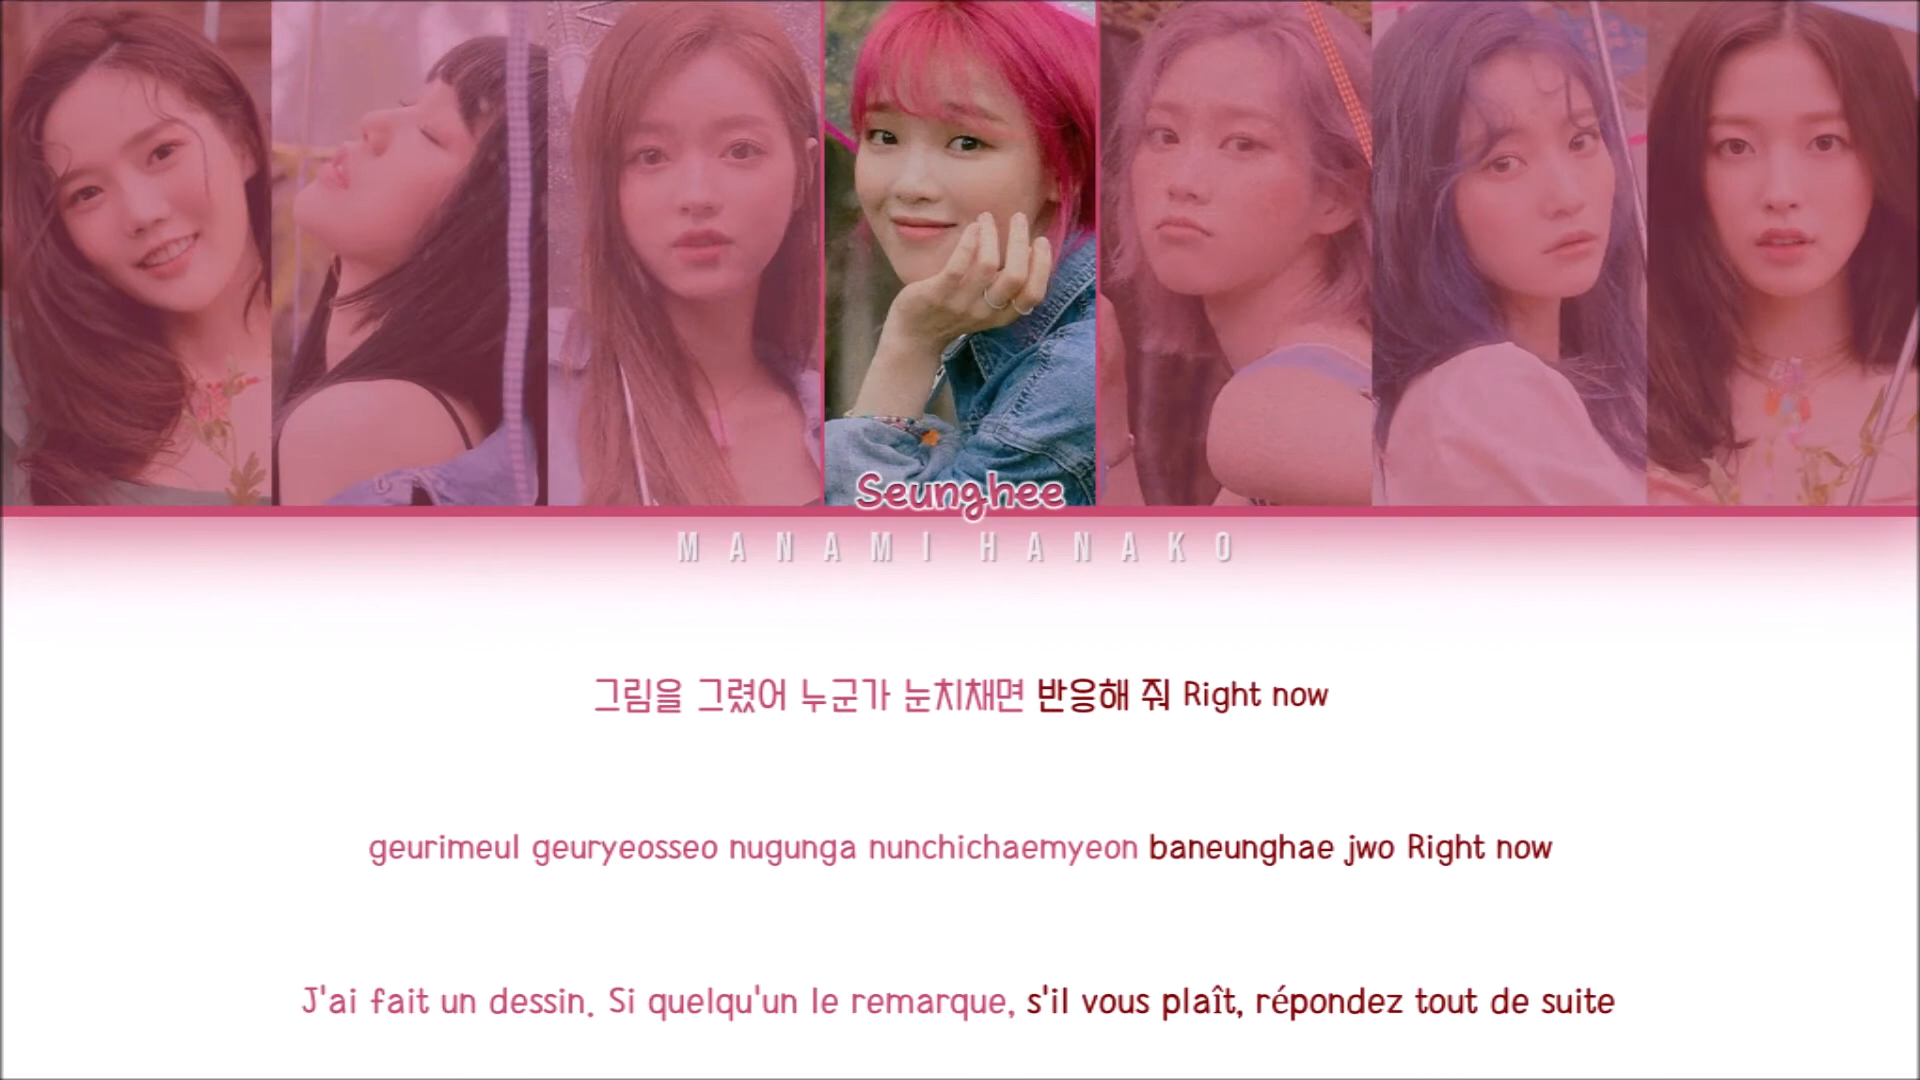 Seunghee
MANAMI HANAKO
그림을 그렸어 누군가 눈치채면 반응해 줘 Right now
geurimeul geuryeosseo nugunga nunchichaemyeon baneunghae jwo Right now
J'ai fait un dessin. Si quelqu'un le remarque, s'il vous plaît, répondez tout de suite